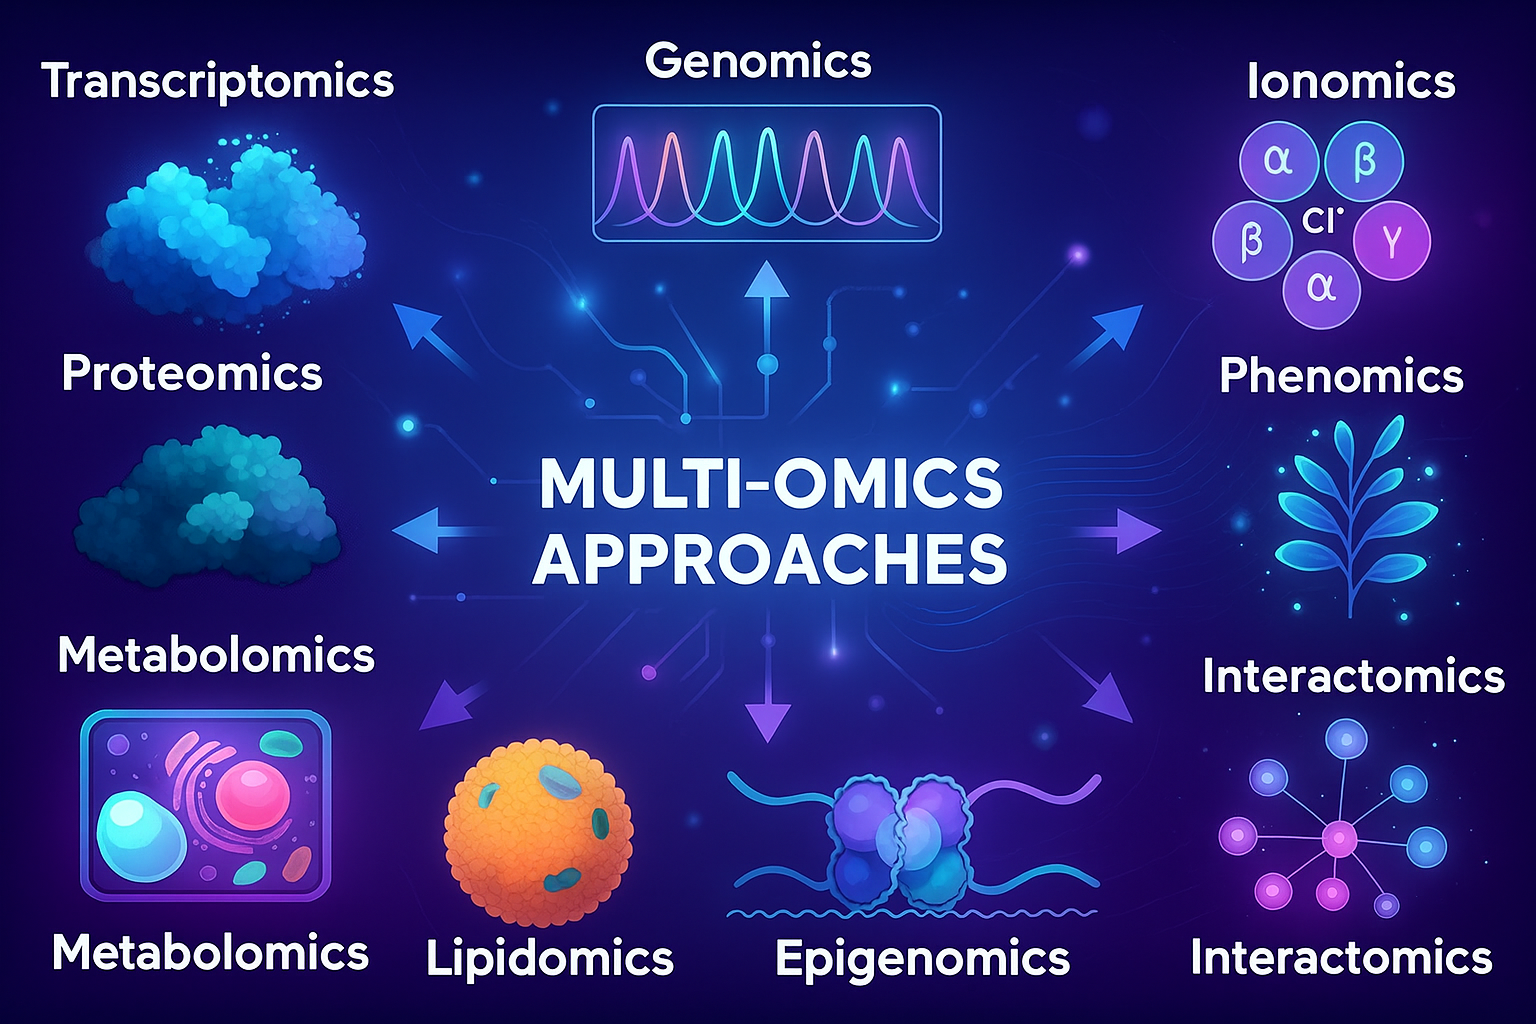 Transcriptomics
Genomics
Ionomics
α β
β Cl• γ
α
Proteomics
Phenomics
MULTI-OMICS
APPROACHES
Metabolomics
Interactomics
Metabolomics
Lipidomics
Epigenomics
Interactomics